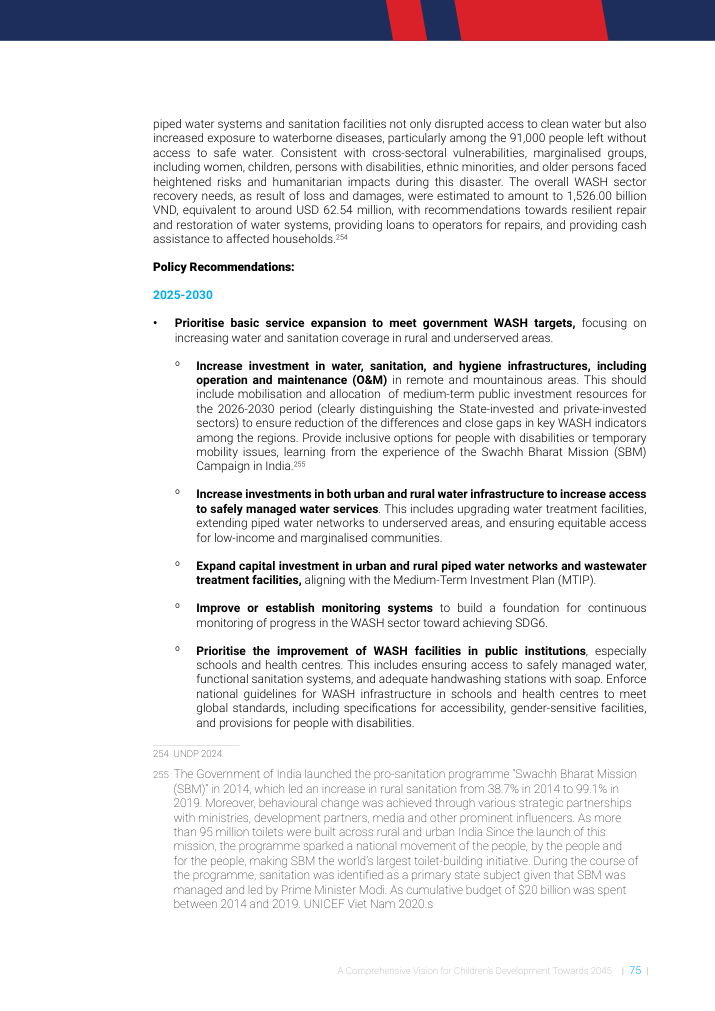 piped water systems and sanitation facilities not only disrupted access to clean water but also
increased exposure to waterborne diseases, particularly among the 91,000 people left without
access to safe water. Consistent with cross-sectoral vulnerabilities, marginalised groups,
including women, children, persons with disabilities, ethnic minorities, and older persons faced
heightened risks and humanitarian impacts during this disaster. The overall WASH sector
recovery needs, as result of loss and damages, were estimated to amount to 1,526.00 billion
VND, equivalent to around USD 62.54 million, with recommendations towards resilient repair
and restoration of water systems, providing loans to operators for repairs, and providing cash
assistance to affected households.254
Policy Recommendations:
2025-2030
• Prioritise basic service expansion to meet government WASH targets, focusing on
increasing water and sanitation coverage in rural and underserved areas.
o Increase investment in water, sanitation, and hygiene infrastructures, including
operation and maintenance (O&M) in remote and mountainous areas. This should
include mobilisation and allocation of medium-term public investment resources for
the 2026-2030 period (clearly distinguishing the State-invested and private-invested
sectors) to ensure reduction of the differences and close gaps in key WASH indicators
among the regions. Provide inclusive options for people with disabilities or temporary
mobility issues, learning from the experience of the Swachh Bharat Mission (SBM)
Campaign in India.255
o Increase investments in both urban and rural water infrastructure to increase access
to safely managed water services. This includes upgrading water treatment facilities,
extending piped water networks to underserved areas, and ensuring equitable access
for low-income and marginalised communities.
o Expand capital investment in urban and rural piped water networks and wastewater
treatment facilities, aligning with the Medium-Term Investment Plan (MTIP).
o Improve or establish monitoring systems to build a foundation for continuous
monitoring of progress in the WASH sector toward achieving SDG6.
o Prioritise the improvement of WASH facilities in public institutions, especially
schools and health centres. This includes ensuring access to safely managed water,
functional sanitation systems, and adequate handwashing stations with soap. Enforce
national guidelines for WASH infrastructure in schools and health centres to meet
global standards, including specifications for accessibility, gender-sensitive facilities,
and provisions for people with disabilities.
254 UNDP 2024.
255 The Government of India launched the pro-sanitation programme "Swachh Bharat Mission
(SBM)" in 2014, which led an increase in rural sanitation from 38.7% in 2014 to 99.1% in
2019. Moreover, behavioural change was achieved through various strategic partnerships
with ministries, development partners, media and other prominent influencers. As more
than 95 million toilets were built across rural and urban India Since the launch of this
mission, the programme sparked a national movement of the people, by the people and
for the people, making SBM the world's largest toilet-building initiative. During the course of
the programme, sanitation was identified as a primary state subject given that SBM was
managed and led by Prime Minister Modi. As cumulative budget of $20 billion was spent
between 2014 and 2019. UNICEF Viet Nam 2020:s
A Comprehensive Vision for Children's Development Towards 2045 | 75 |